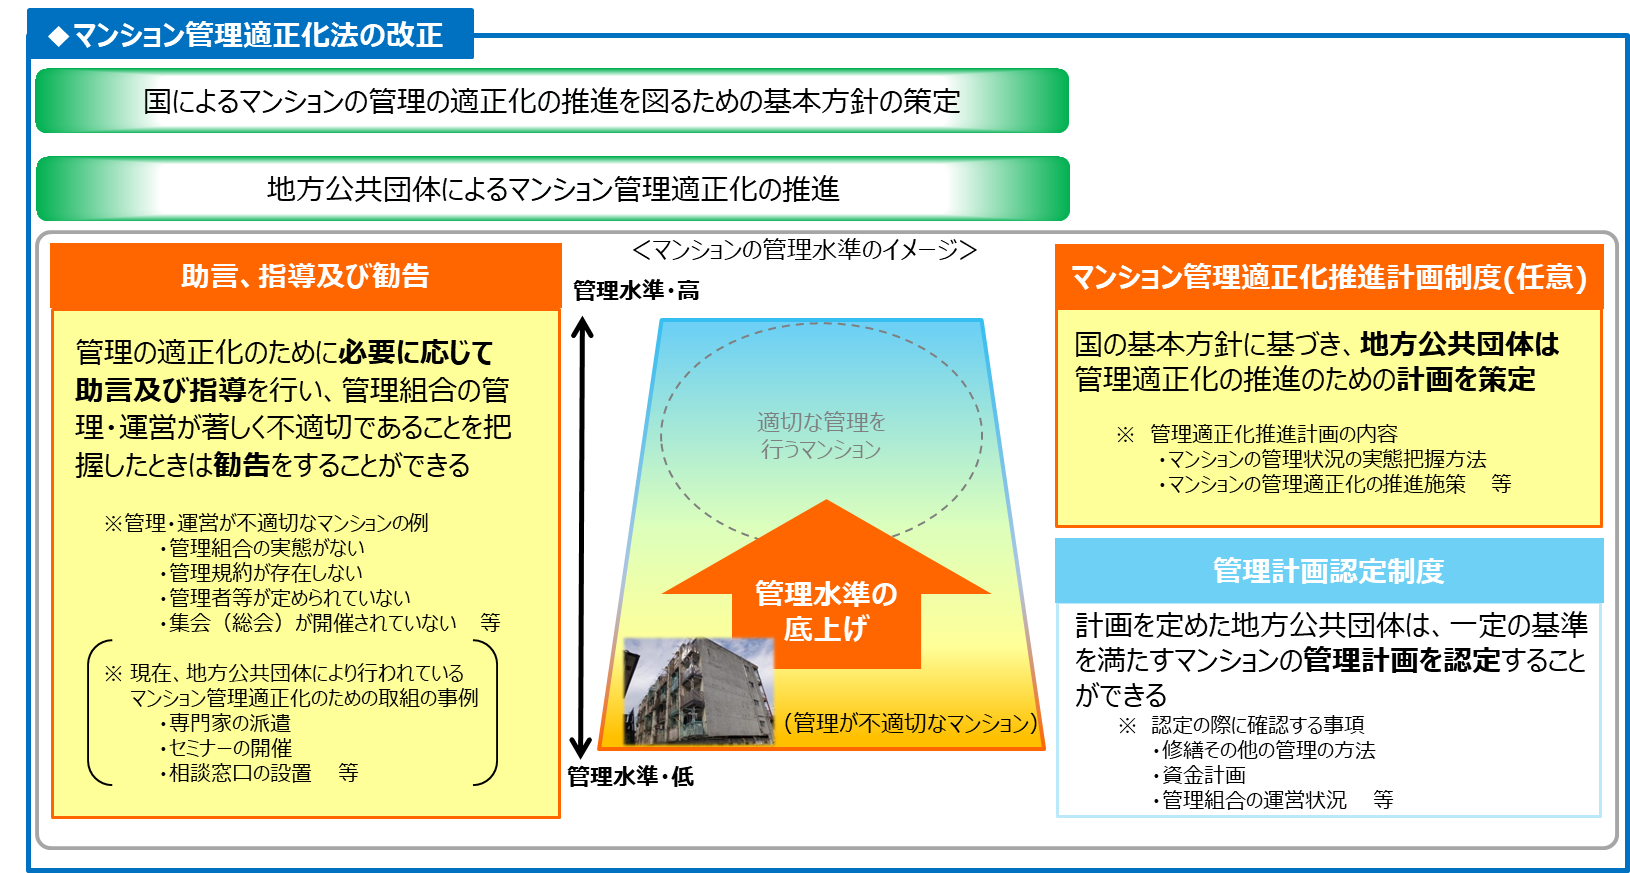 ◆マンション管理適正化法の改正
国によるマンションの管理の適正化の推進を図るための基本方針の策定
地方公共団体によるマンション管理適正化の推進
助言、指導及び勧告
管理の適正化のために必要に応じて
助言及び指導を行い、管理組合の管
理・運営が著しく不適切であることを把
握したときは勧告をすることができる
※管理・運営が不適切なマンションの例
・管理組合の実態がない
・管理規約が存在しない
・管理者等が定められていない
・集会（総会）が開催されていない　等
※ 現在、地方公共団体により行われている
マンション管理適正化のための取組の事例
・専門家の派遣
・セミナーの開催
・相談窓口の設置　等
＜マンションの管理水準のイメージ＞
管理水準・高
適切な管理を
行うマンション
管理水準の
底上げ
（管理が不適切なマンション）
管理水準・低
マンション管理適正化推進計画制度(任意)
国の基本方針に基づき、地方公共団体は
管理適正化の推進のための計画を策定
※　管理適正化推進計画の内容
・マンションの管理状況の実態把握方法
・マンションの管理適正化の推進施策　等
管理計画認定制度
計画を定めた地方公共団体は、一定の基準
を満たすマンションの管理計画を認定すること
ができる
※　認定の際に確認する事項
・修繕その他の管理の方法
・資金計画
・管理組合の運営状況　等